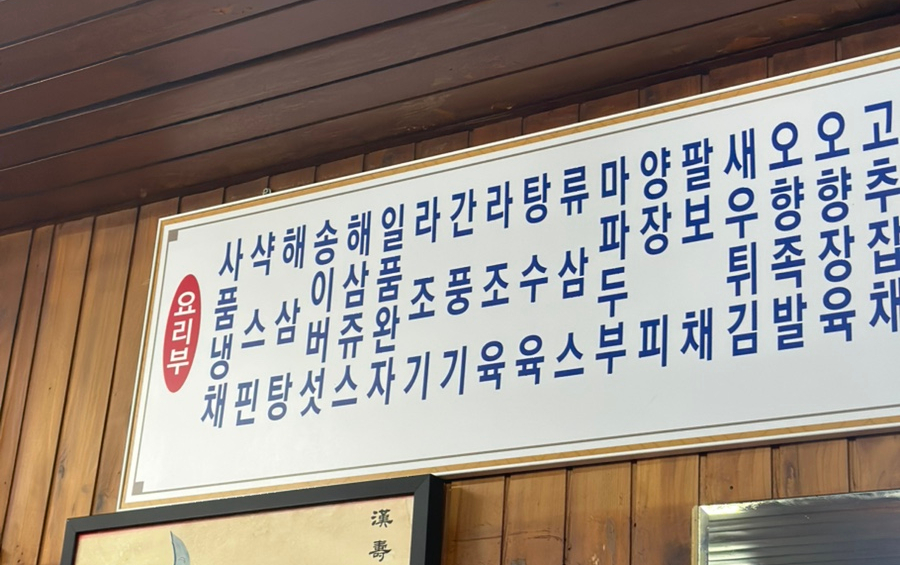 요리부
사품냉채
샥스핀
해삼탕
송이버섯
해삼쥬스
일품완자
라조기
간풍기
라조육
탕수육
류삼스
마파두부
양장피
팔보채
새우튀김
오향족발
오향장육
고추잡채
漢壽